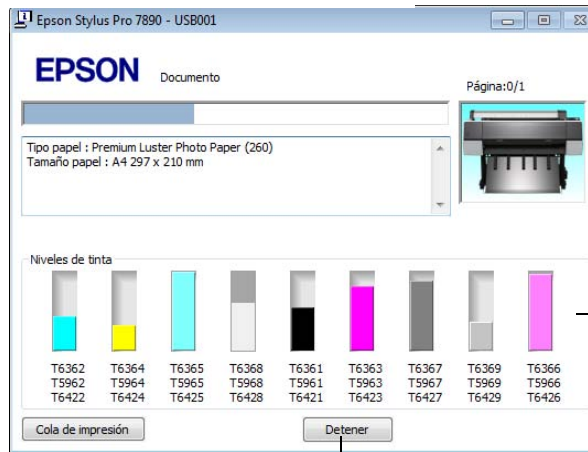 Epson Stylus Pro 7890 - USB001
EPSON Documento
Página:0/1
Tipo papel : Premium Luster Photo Paper (260)
Tamaño papel : A4 297 x 210 mm
Niveles de tinta
T6362 T6364 T6365 T6368 T6361 T6363 T6367 T6369 T6366
T5962 T5964 T5965 T5968 T5961 T5963 T5967 T5969 T5966
T6422 T6424 T6425 T6428 T6421 T6423 T6427 T6429 T6426
Cola de impresión Detener